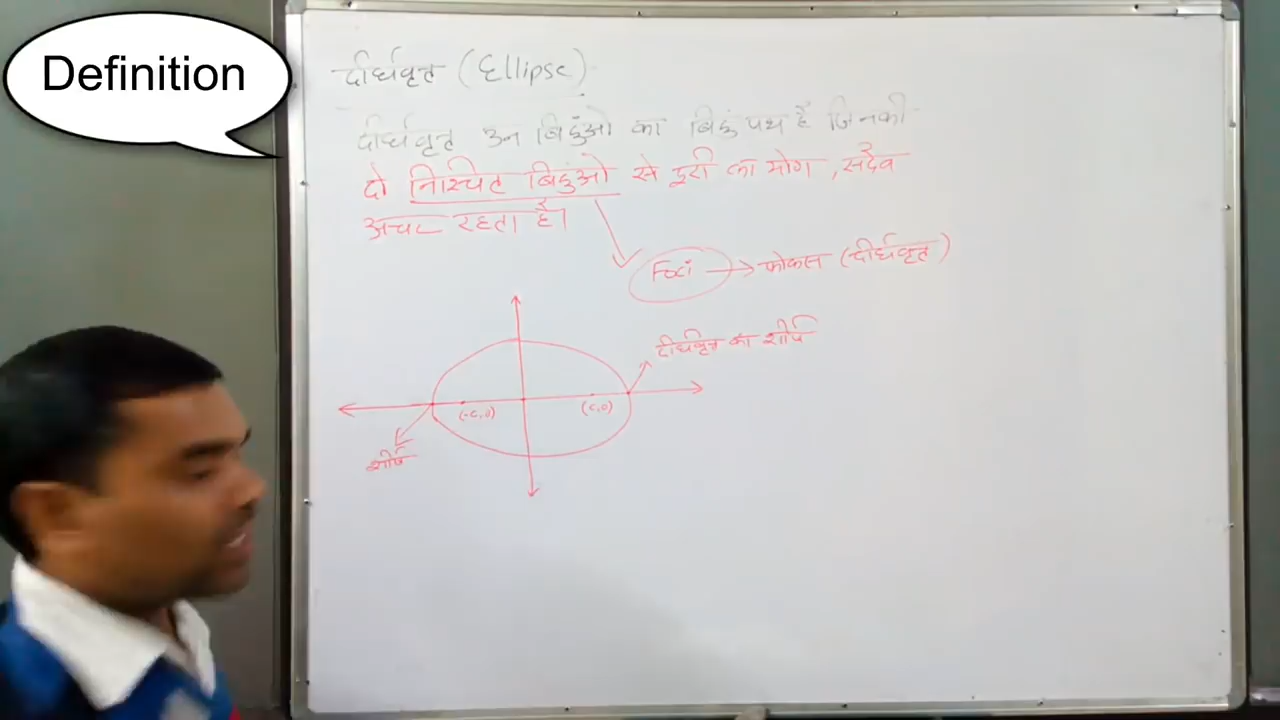 Definition
दीर्घवृत (Ellipse)
दीर्घवृत उन बिदुंओ का बिदुं पथ है जिनकी
दो निश्चित बिदुंओ से दूरी का योग, सदैव
अचल रहता है।
Foci → फोकस (दीर्घवृत)
दीर्घवृत का शीर्ष
(-c,0) (c,0)
शीर्ष